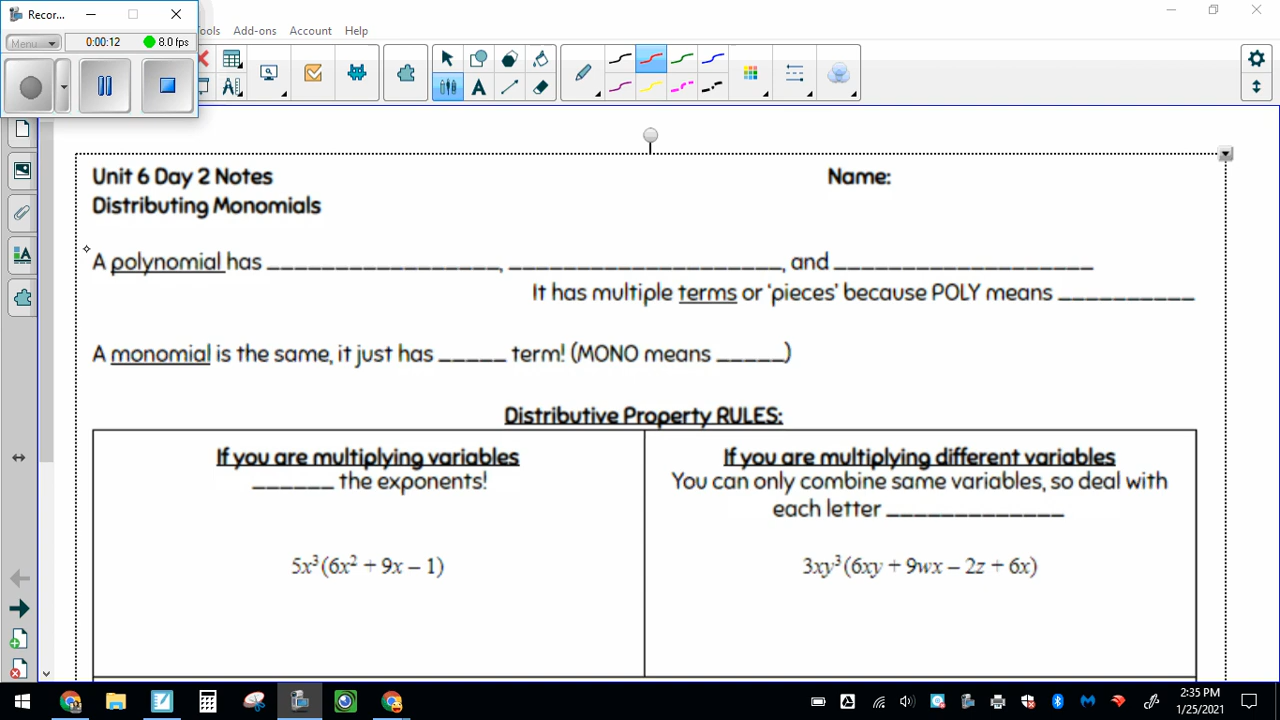 Recor...
Menu
0:00:12
8.0 fps
Tools Add-ons Account Help
Unit 6 Day 2 Notes Name:
Distributing Monomials
A polynomial has _________________, ____________________, and ___________________
It has multiple terms or 'pieces' because POLY means __________
A monomial is the same, it just has _____ term! (MONO means _____)
Distributive Property RULES:
If you are multiplying variables
______ the exponents!
5x³(6x² + 9x – 1)
If you are multiplying different variables
You can only combine same variables, so deal with
each letter _____________
3xy³(6xy + 9wx – 2z + 6x)
2:35 PM
1/25/2021